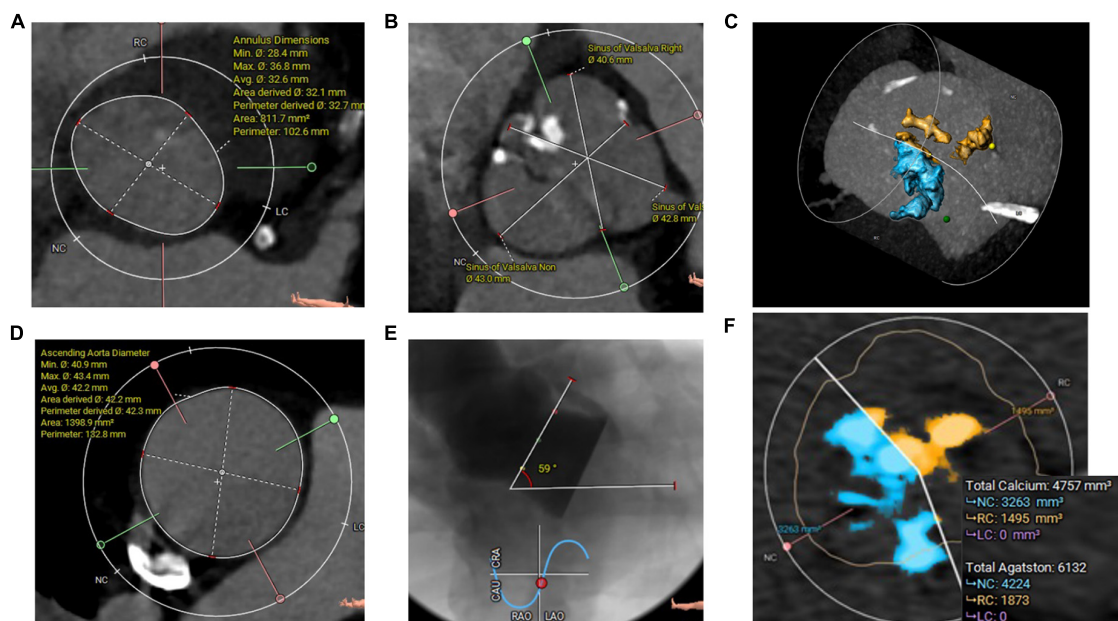 A
RC
Annulus Dimensions
Min. Ø: 28.4 mm
Max. Ø: 36.8 mm
Avg. Ø: 32.6 mm
Area derived Ø: 32.1 mm
Perimeter derived Ø: 32.7 mm
Area: 811.7 mm²
Perimeter: 102.6 mm
LC
NC
B
Sinus of Valsalva Right
Ø 40.6 mm
Sinus of Vals
Ø 42.8 mm
NC
Sinus of Valsalva Non
Ø 43.0 mm
C
D
Ascending Aorta Diameter
Min. Ø: 40.9 mm
Max. Ø: 43.4 mm
Avg. Ø: 42.2 mm
Area derived Ø: 42.2 mm
Perimeter derived Ø: 42.3 mm
Area: 1398.9 mm²
Perimeter: 132.8 mm
LC
NC
E
59 °
CAU CRA
RAO LAO
F
RC
1495 mm³
3263 mm³
NC
Total Calcium: 4757 mm³
↳NC: 3263 mm³
↳RC: 1495 mm³
↳LC: 0 mm³
Total Agatston: 6132
↳NC: 4224
↳RC: 1873
↳LC: 0